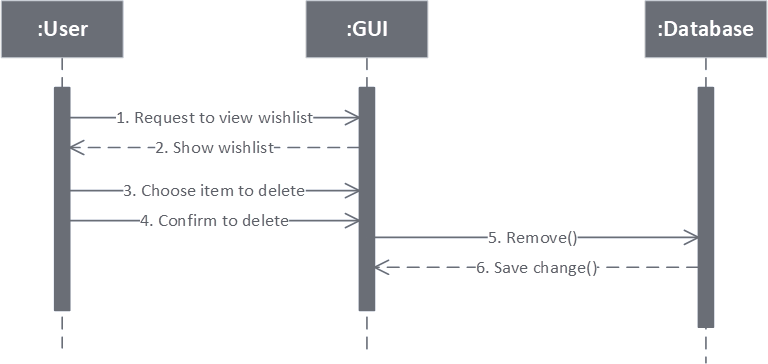 :User
:GUI
:Database
1. Request to view wishlist
2. Show wishlist
3. Choose item to delete
4. Confirm to delete
5. Remove()
6. Save change()